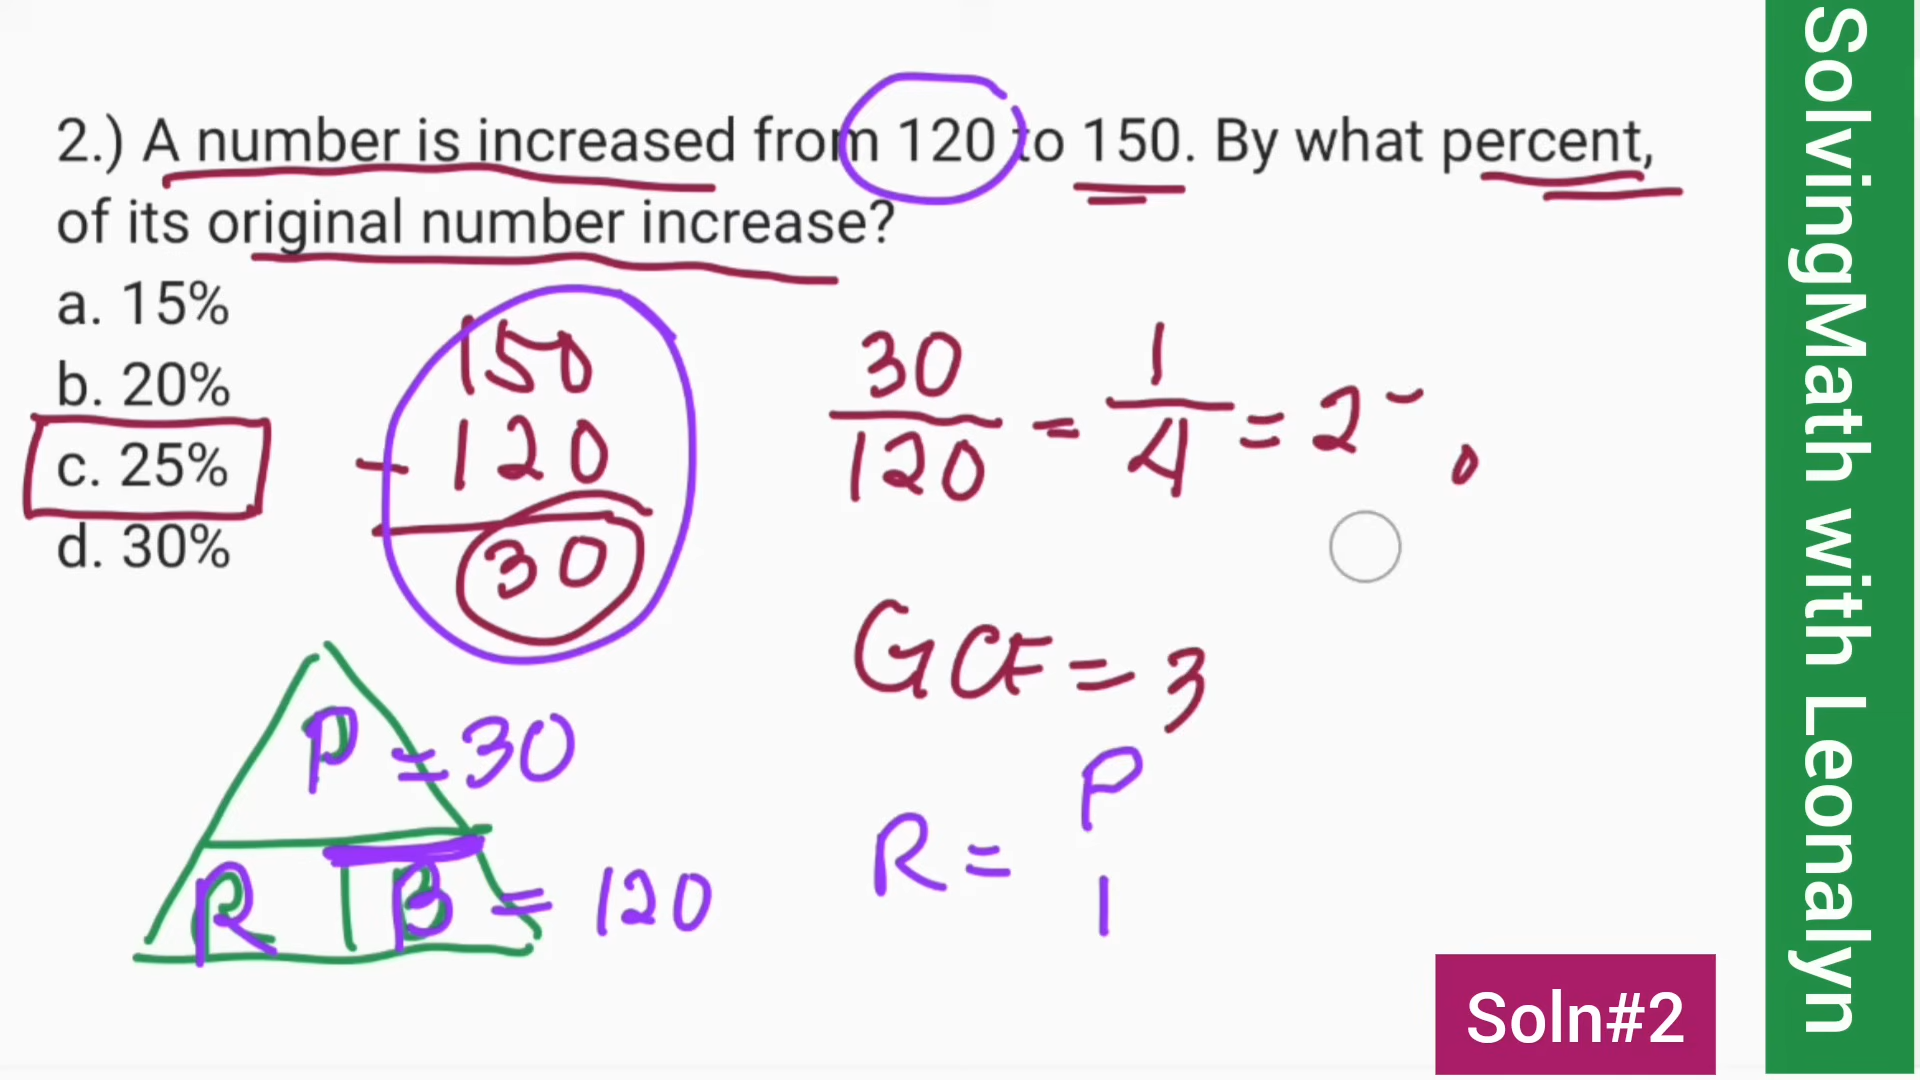 2.) A number is increased from 120 to 150. By what percent,
of its original number increase?
a. 15%
b. 20%
c. 25%
d. 30%
150
- 120
30
30/120 = 1/4 = 2
GCF = 3
P = 30
R B = 120
R = P
1
Soln#2
SolvingMath with Leonalyn